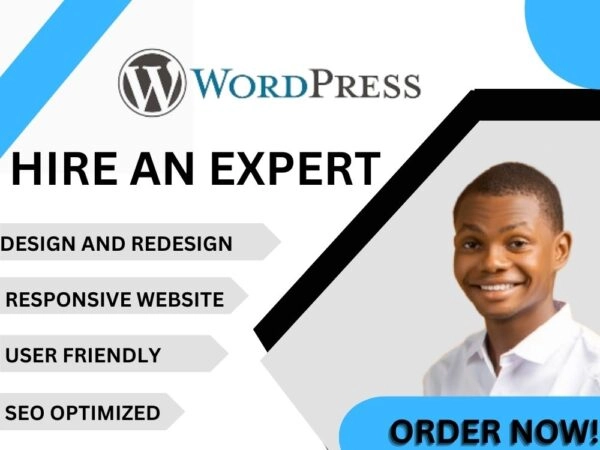 WORDPRESS
HIRE AN EXPERT
DESIGN AND REDESIGN
RESPONSIVE WEBSITE
USER FRIENDLY
SEO OPTIMIZED
ORDER NOW!